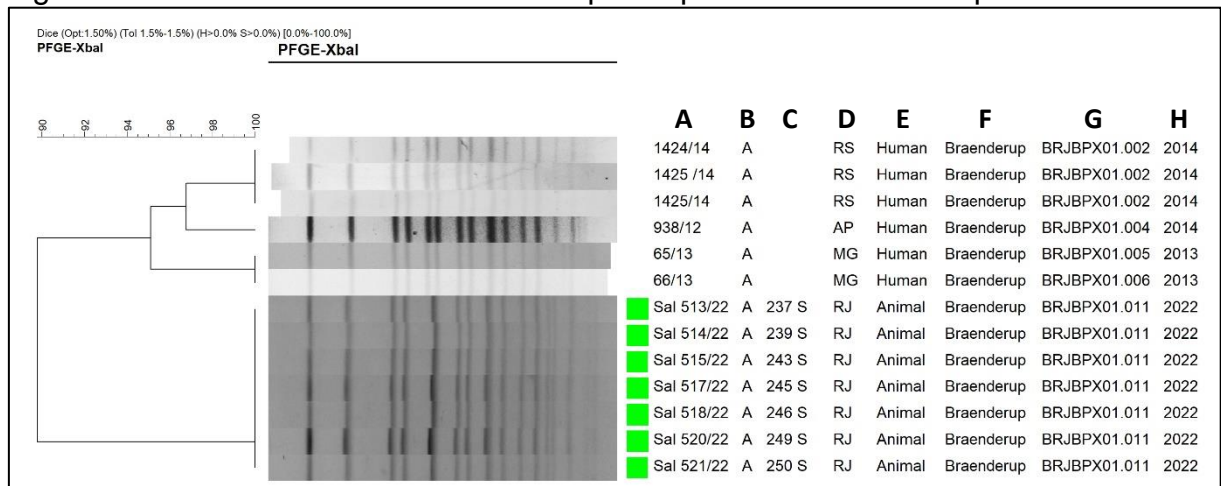 Dice (Opt:1.50%) (Tol 1.5%-1.5%) (H>0.0% S>0.0%) [0.0%-100.0%]
PFGE-XbaI PFGE-XbaI
90 92 94 96 98 100
A B C D E F G H
1424/14 A RS Human Braenderup BRJBPX01.002 2014
1425 /14 A RS Human Braenderup BRJBPX01.002 2014
1425/14 A RS Human Braenderup BRJBPX01.002 2014
938/12 A AP Human Braenderup BRJBPX01.004 2014
65/13 A MG Human Braenderup BRJBPX01.005 2013
66/13 A MG Human Braenderup BRJBPX01.006 2013
Sal 513/22 A 237 S RJ Animal Braenderup BRJBPX01.011 2022
Sal 514/22 A 239 S RJ Animal Braenderup BRJBPX01.011 2022
Sal 515/22 A 243 S RJ Animal Braenderup BRJBPX01.011 2022
Sal 517/22 A 245 S RJ Animal Braenderup BRJBPX01.011 2022
Sal 518/22 A 246 S RJ Animal Braenderup BRJBPX01.011 2022
Sal 520/22 A 249 S RJ Animal Braenderup BRJBPX01.011 2022
Sal 521/22 A 250 S RJ Animal Braenderup BRJBPX01.011 2022